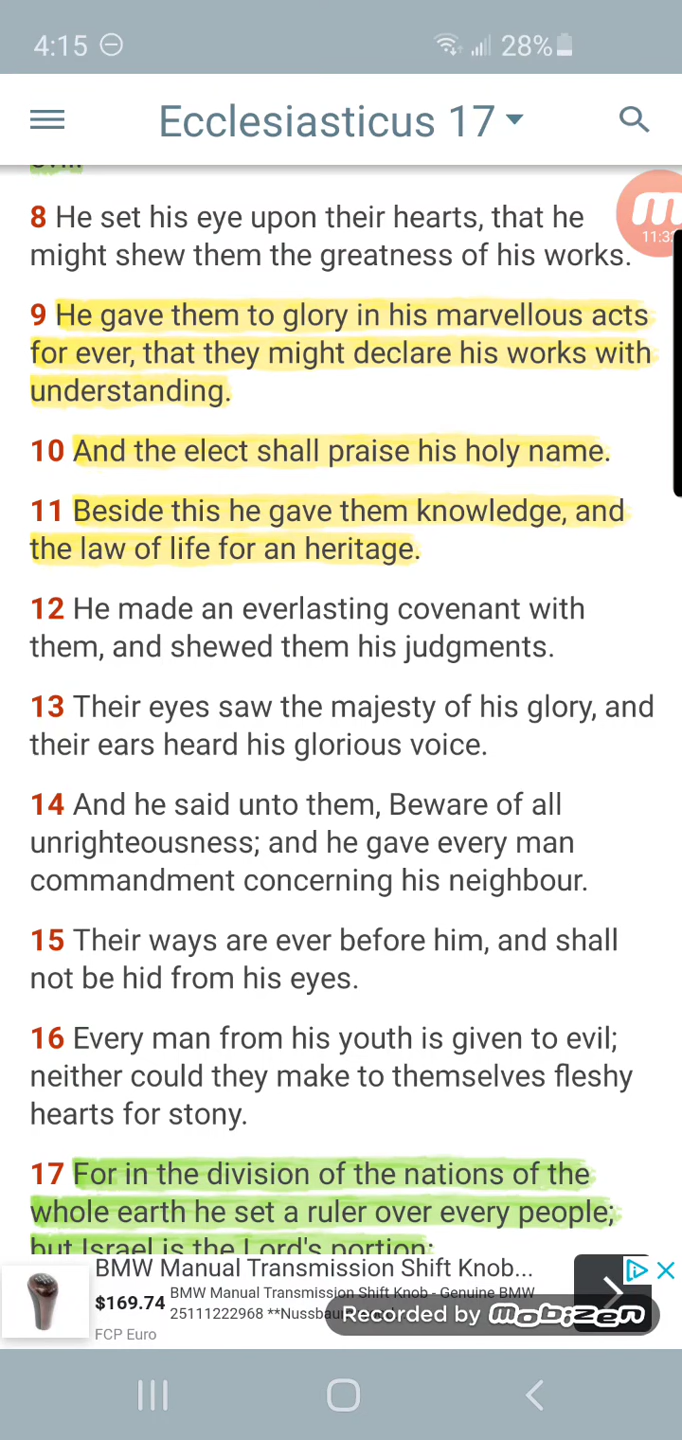 4:15 28%
Ecclesiasticus 17
8 He set his eye upon their hearts, that he
might shew them the greatness of his works.
11:3
9 He gave them to glory in his marvellous acts
for ever, that they might declare his works with
understanding.
10 And the elect shall praise his holy name.
11 Beside this he gave them knowledge, and
the law of life for an heritage.
12 He made an everlasting covenant with
them, and shewed them his judgments.
13 Their eyes saw the majesty of his glory, and
their ears heard his glorious voice.
14 And he said unto them, Beware of all
unrighteousness; and he gave every man
commandment concerning his neighbour.
15 Their ways are ever before him, and shall
not be hid from his eyes.
16 Every man from his youth is given to evil;
neither could they make to themselves fleshy
hearts for stony.
17 For in the division of the nations of the
whole earth he set a ruler over every people;
but Israel is the Lord's portion:
BMW Manual Transmission Shift Knob...
$169.74 BMW Manual Transmission Shift Knob - Genuine BMW
25111222968 **Nussbau
FCP Euro
Recorded by mobizen